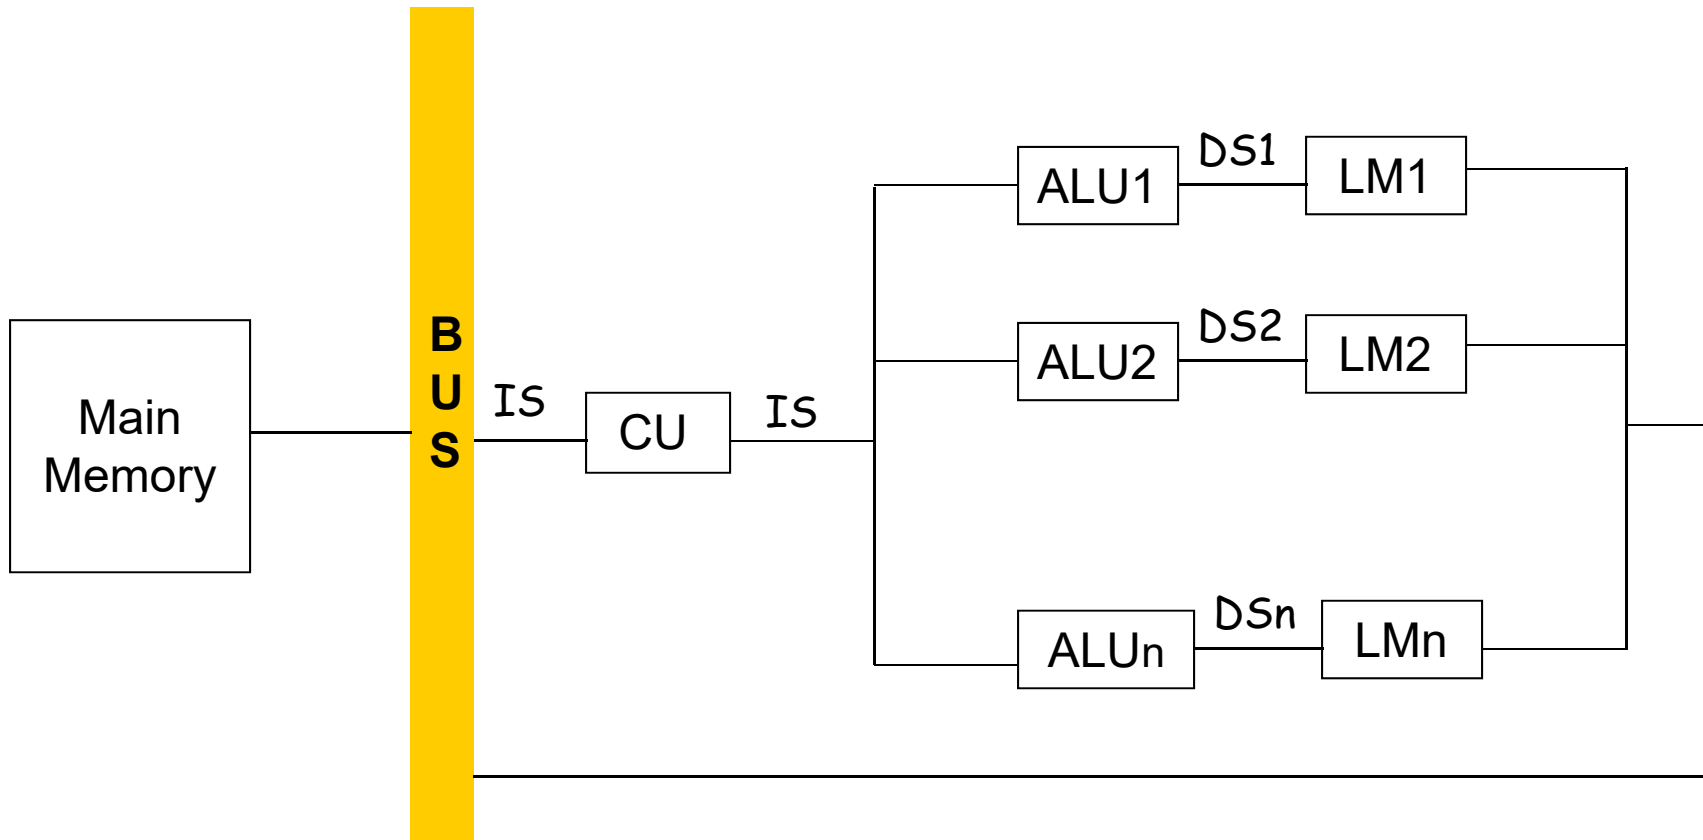 Main
Memory
B
U
S
IS
CU
IS
ALU1
DS1
LM1
ALU2
DS2
LM2
ALUn
DSn
LMn